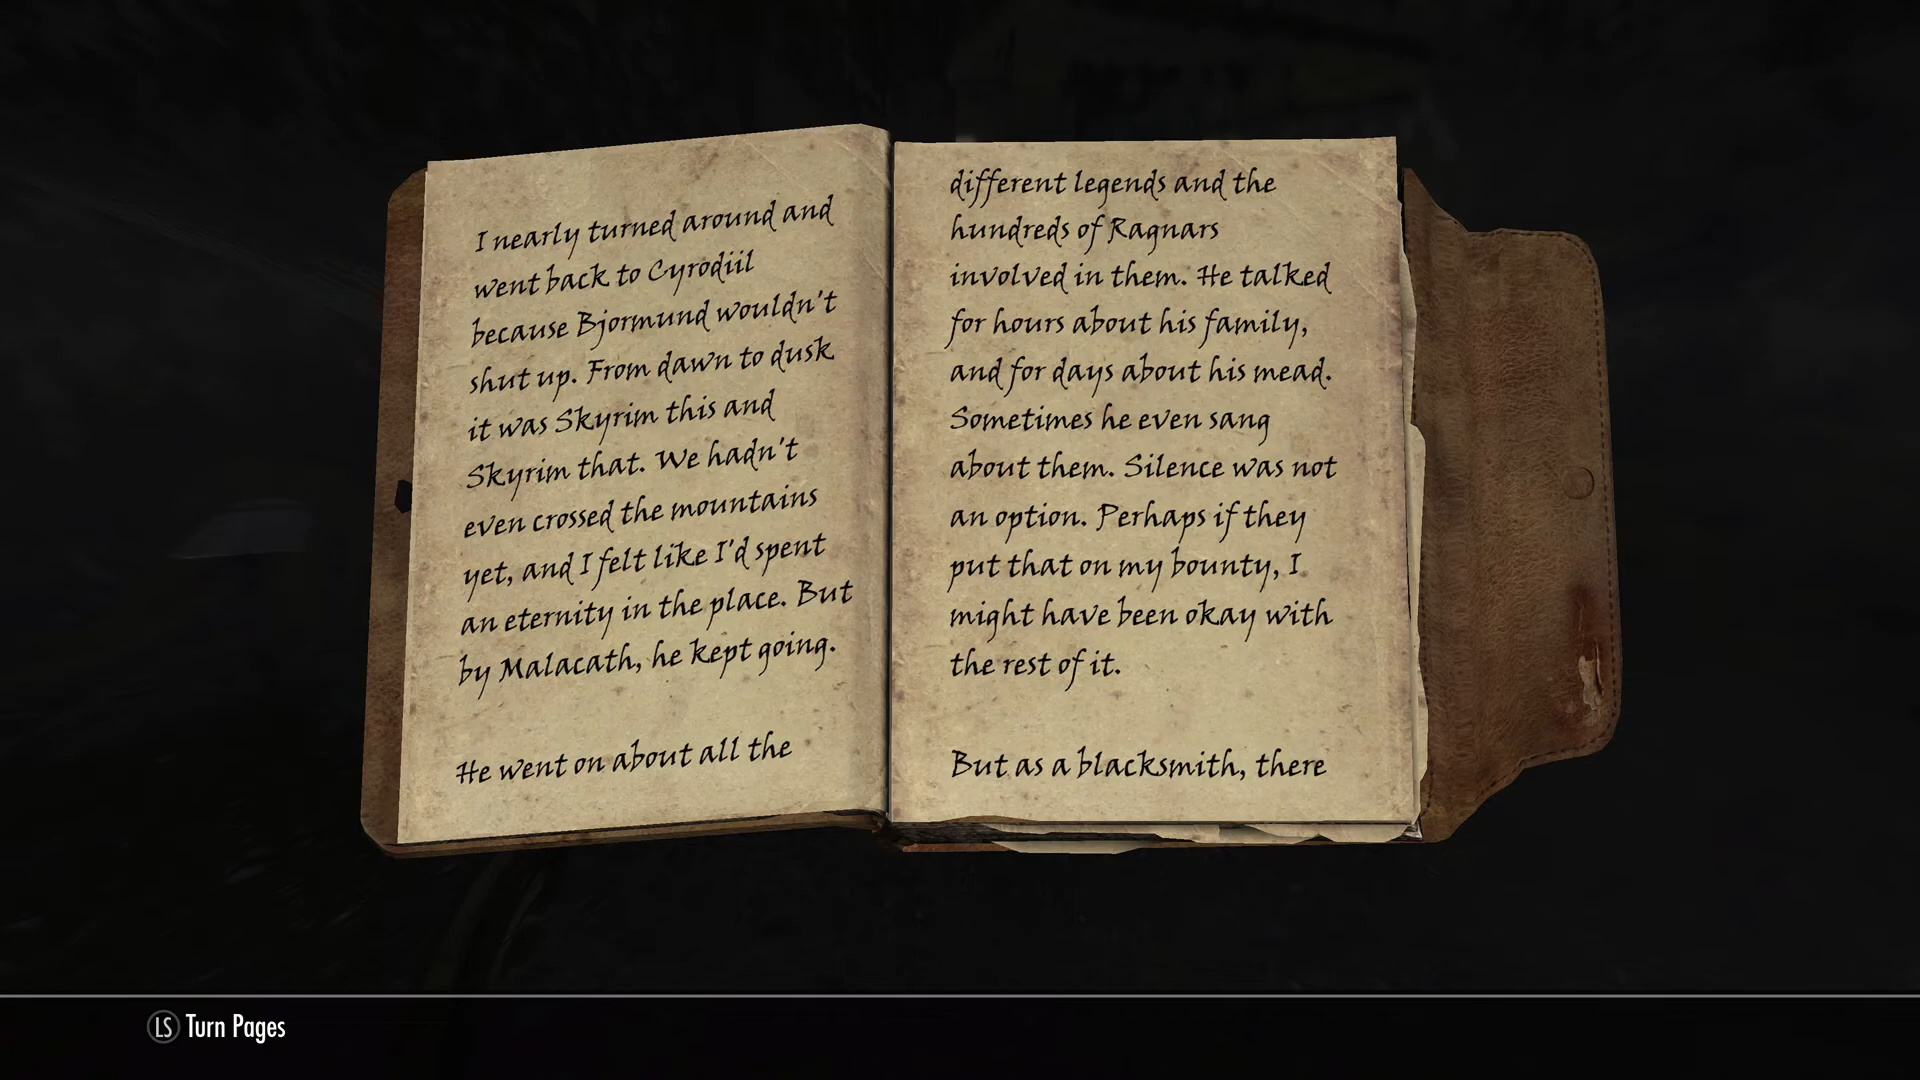 I nearly turned around and
went back to Cyrodiil
because Bjormund wouldn't
shut up. From dawn to dusk
it was Skyrim this and
Skyrim that. We hadn't
even crossed the mountains
yet, and I felt like I'd spent
an eternity in the place. But
by Malacath, he kept going.
He went on about all the
different legends and the
hundreds of Ragnars
involved in them. He talked
for hours about his family,
and for days about his mead.
Sometimes he even sang
about them. Silence was not
an option. Perhaps if they
put that on my bounty, I
might have been okay with
the rest of it.
But as a blacksmith, there
LS Turn Pages